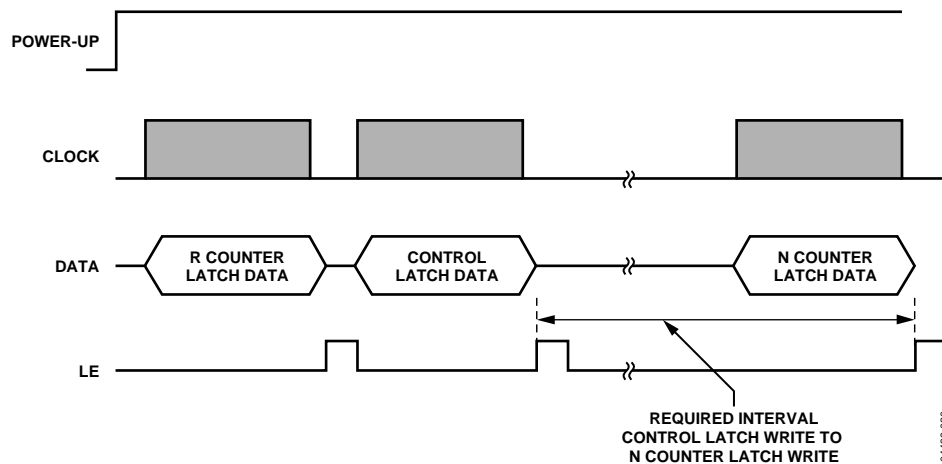 POWER-UP
CLOCK
DATA
R COUNTER
LATCH DATA
CONTROL
LATCH DATA
N COUNTER
LATCH DATA
LE
REQUIRED INTERVAL
CONTROL LATCH WRITE TO
N COUNTER LATCH WRITE